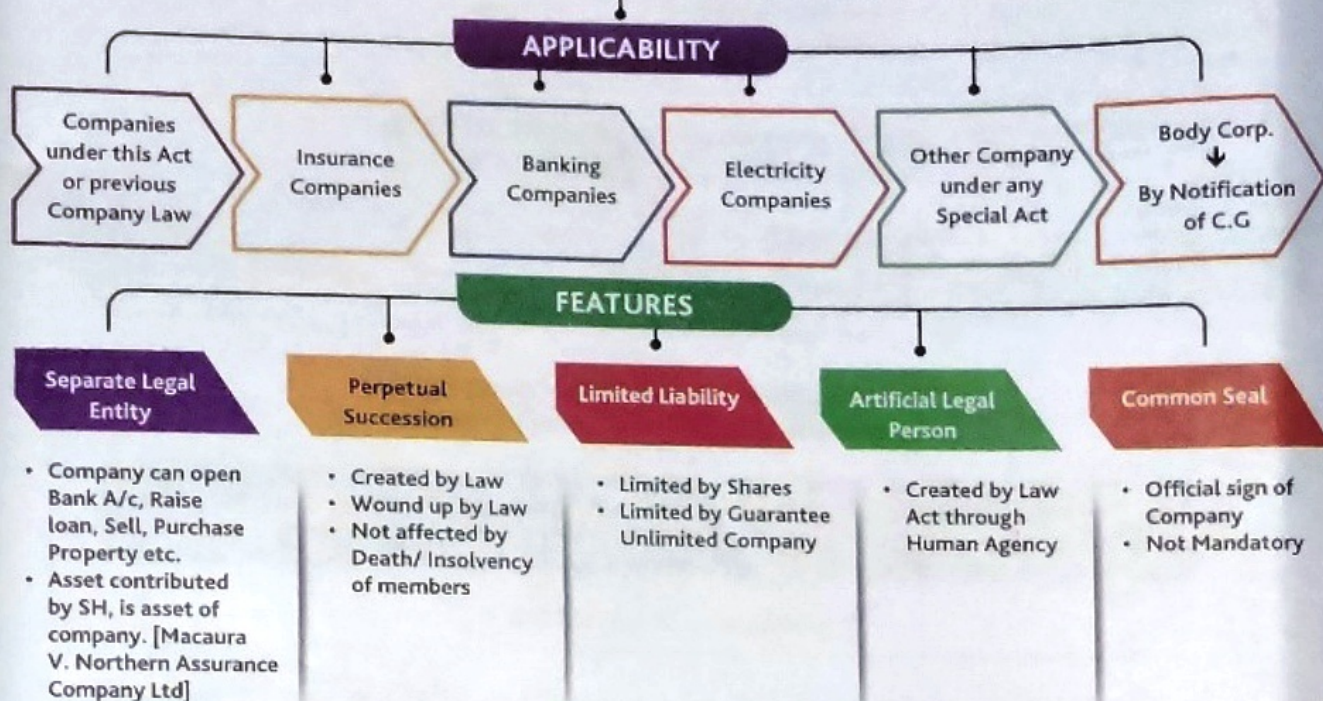 APPLICABILITY
Companies
under this Act
or previous
Company Law
Insurance
Companies
Banking
Companies
Electricity
Companies
Other Company
under any
Special Act
Body Corp.
↓
By Notification
of C.G
FEATURES
Separate Legal
Entity
• Company can open
Bank A/c, Raise
loan, Sell, Purchase
Property etc.
• Asset contributed
by SH, is asset of
company. [Macaura
V. Northern Assurance
Company Ltd]
Perpetual
Succession
• Created by Law
• Wound up by Law
• Not affected by
Death/ Insolvency
of members
Limited Liability
• Limited by Shares
• Limited by Guarantee
Unlimited Company
Artificial Legal
Person
• Created by Law
Act through
Human Agency
Common Seal
• Official sign of
Company
• Not Mandatory